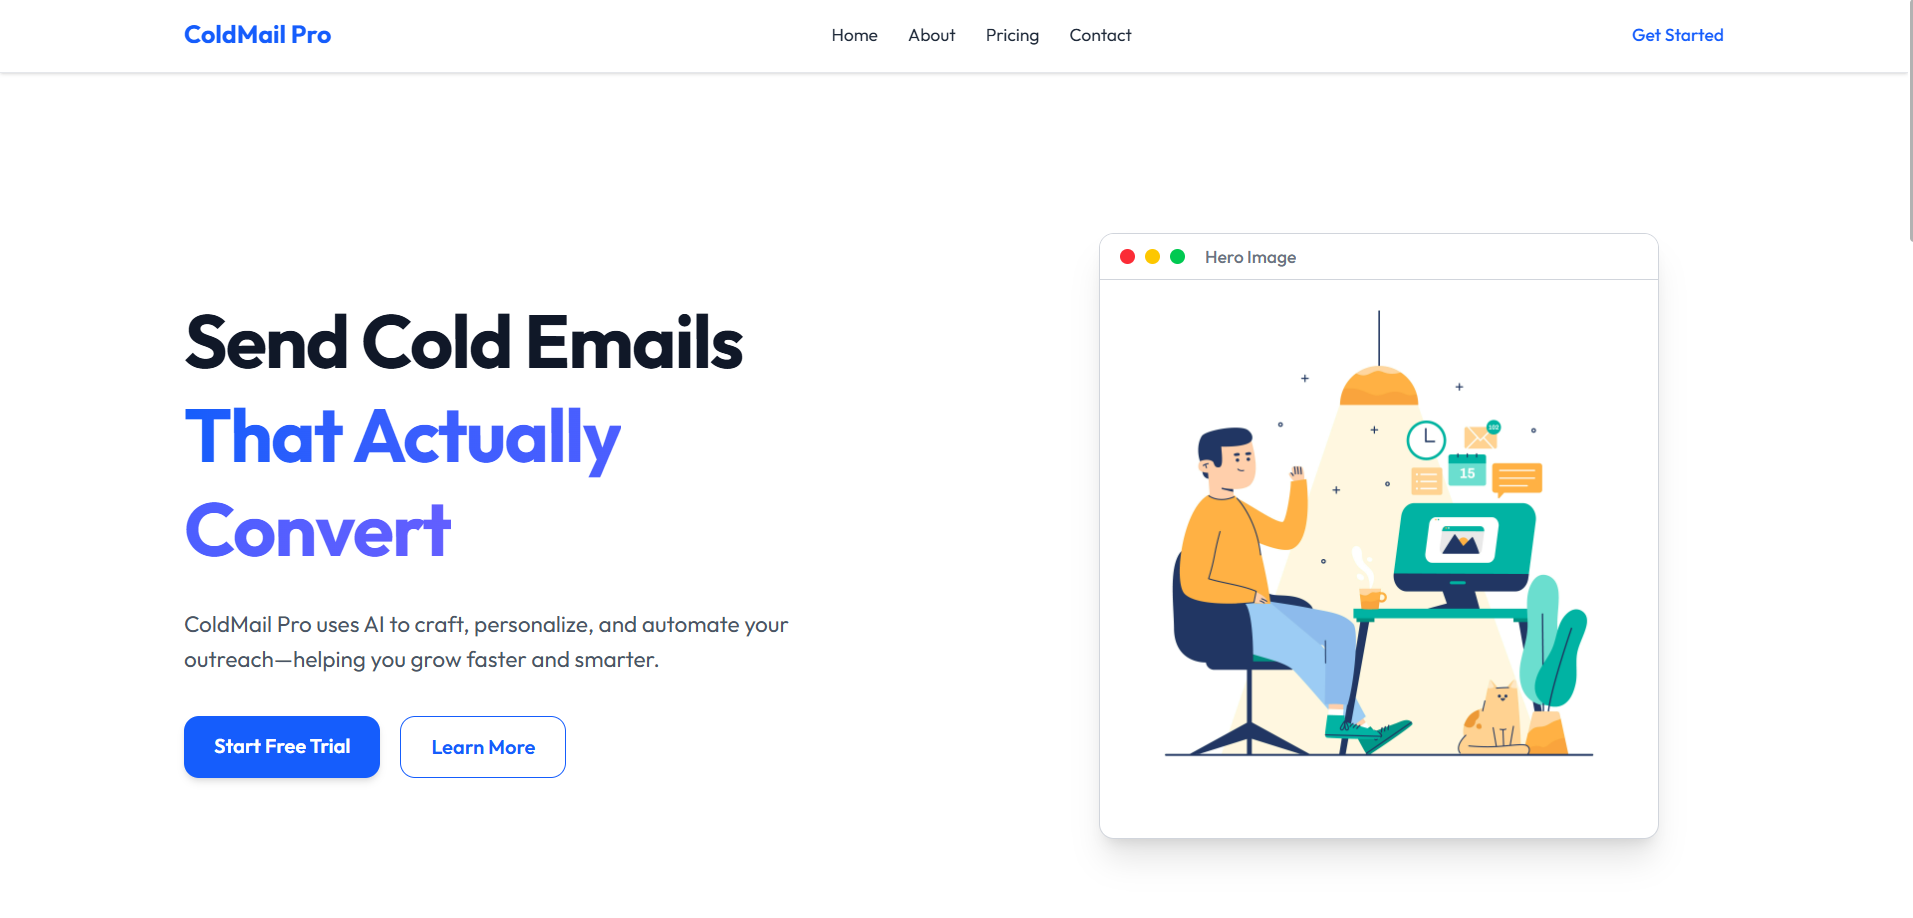 ColdMail Pro
Home About Pricing Contact
Get Started
Send Cold Emails
That Actually
Convert
ColdMail Pro uses AI to craft, personalize, and automate your
outreach—helping you grow faster and smarter.
Start Free Trial
Learn More
Hero Image
15